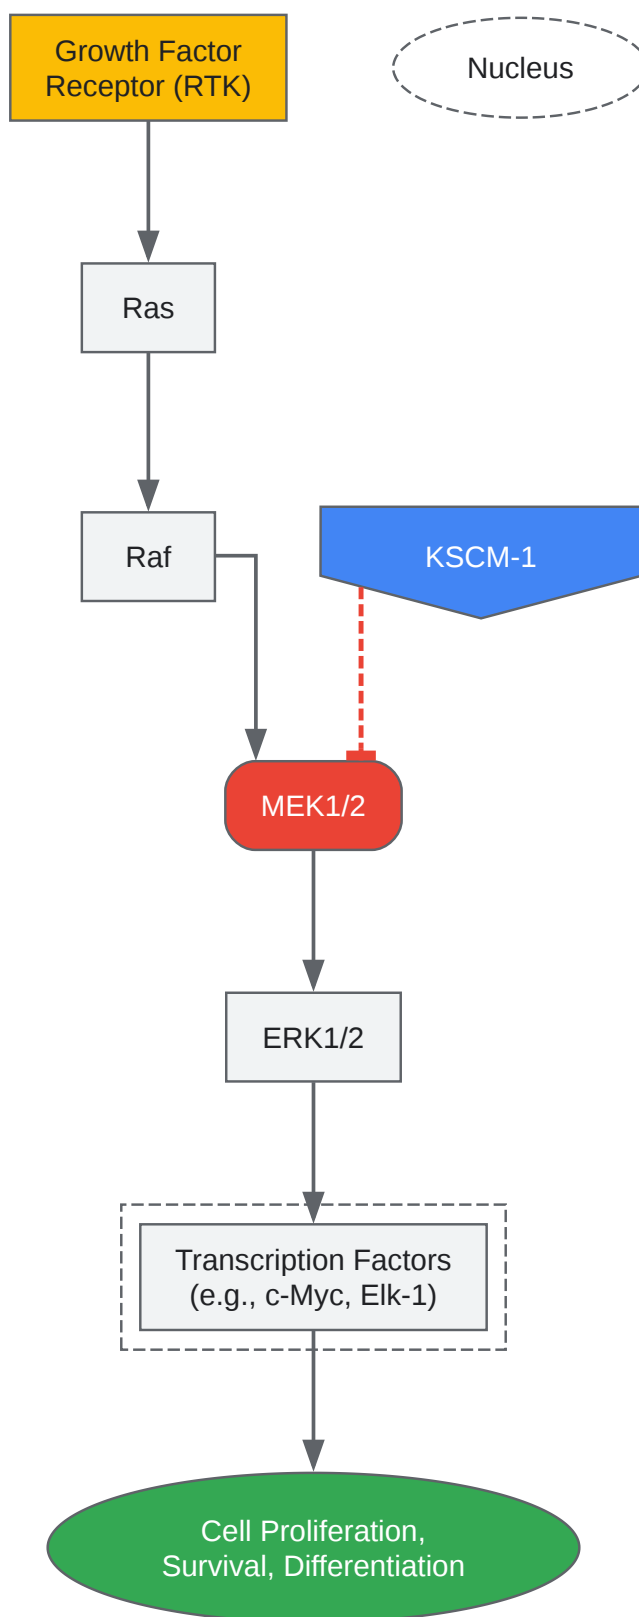 Growth Factor
Receptor (RTK)
Nucleus
Ras
Raf
KSCM-1
MEK1/2
ERK1/2
Transcription Factors
(e.g., c-Myc, Elk-1)
Cell Proliferation,
Survival, Differentiation